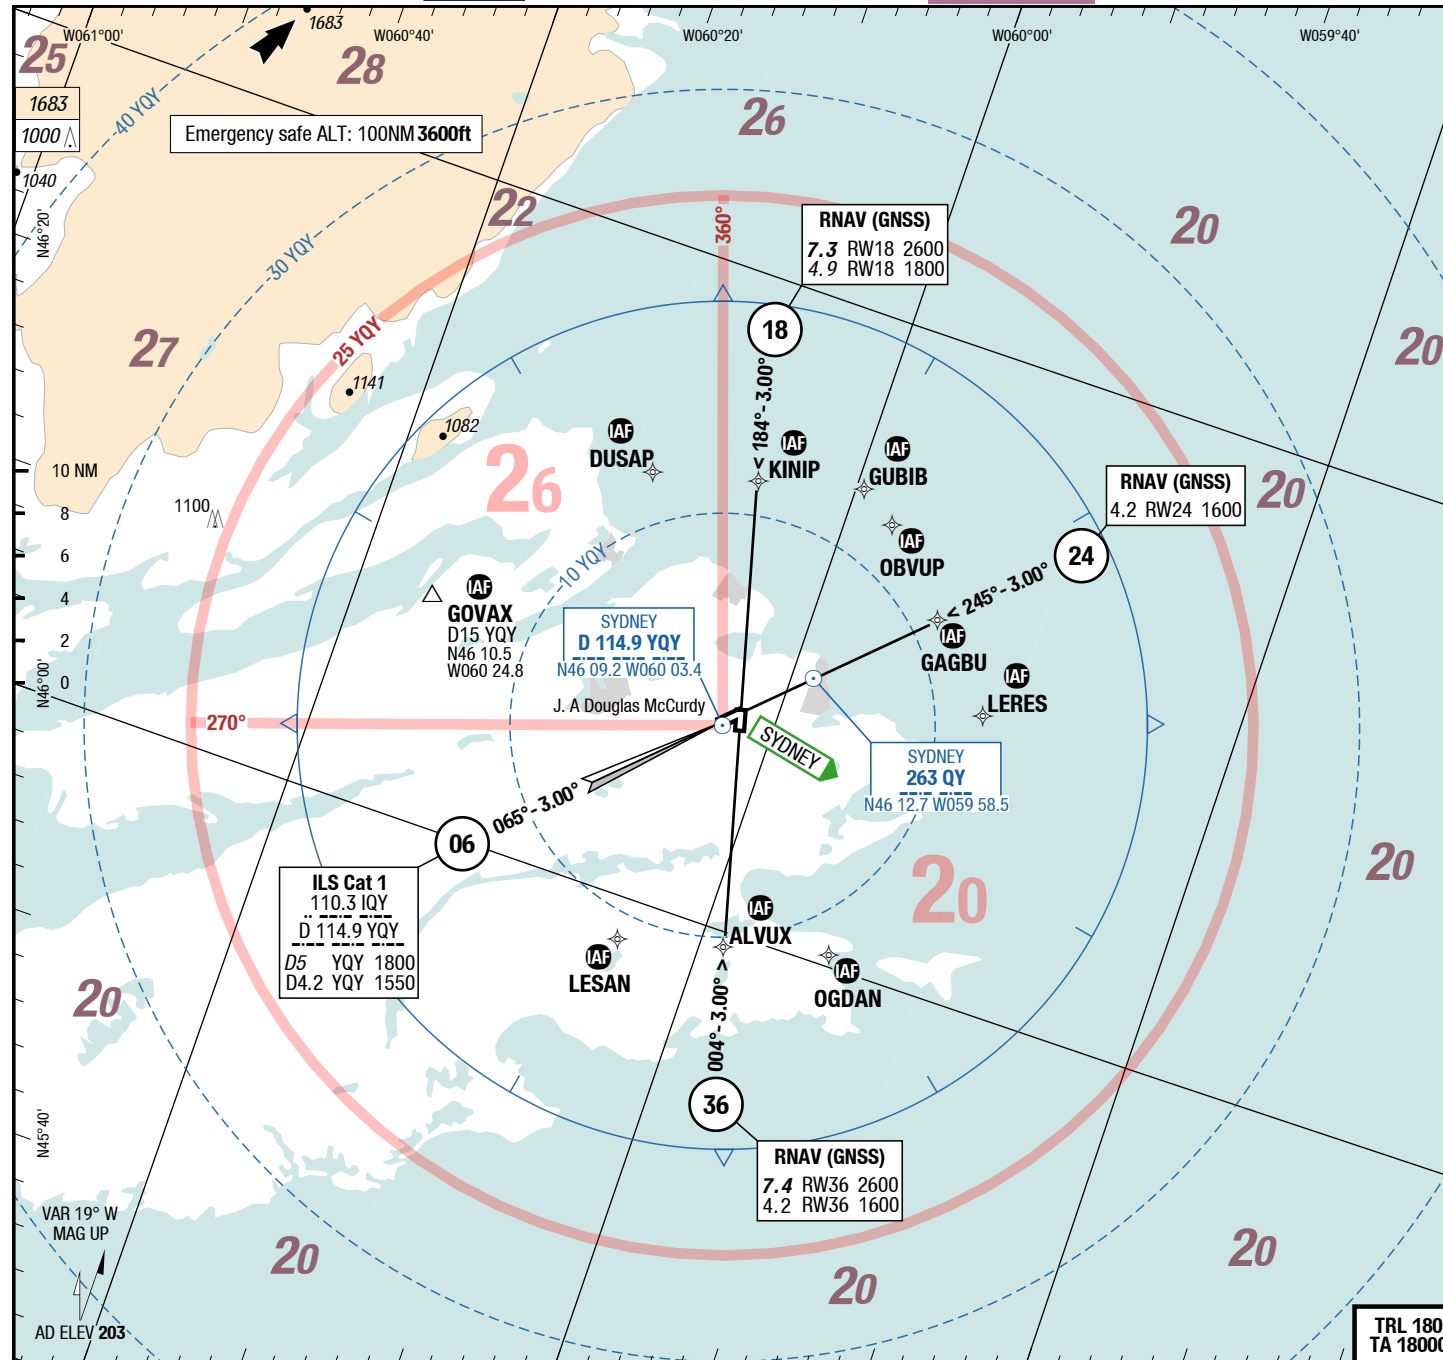 W061°00'
1683
W060°40'
W060°20'
W060°00'
W059°40'
25
28
26
1683
1000
40 YQY
Emergency safe ALT: 100NM 3600ft
1040
N46°20'
22
20
30 YQY
360°
RNAV (GNSS)
7.3 RW18 2600
4.9 RW18 1800
27
25 YQY
18
20
1141
184°- 3.00°
1082
IAF
DUSAP
IAF
KINIP
IAF
GUBIB
10 NM
26
RNAV (GNSS)
4.2 RW24 1600
20
1100
8
6
4
2
0
N46°00'
10 YQY
IAF
OBVUP
24
245°- 3.00°
IAF
GOVAX
D15 YQY
N46 10.5
W060 24.8
SYDNEY
D 114.9 YQY
N46 09.2 W060 03.4
IAF
GAGBU
IAF
LERES
J. A Douglas McCurdy
270°
SYDNEY
SYDNEY
263 QY
N46 12.7 W059 58.5
065°- 3.00°
06
ILS Cat 1
110.3 IQY
D 114.9 YQY
D5 YQY 1800
D4.2 YQY 1550
20
20
IAF
ALVUX
IAF
LESAN
IAF
OGDAN
20
004°- 3.00°
36
N45°40'
RNAV (GNSS)
7.4 RW36 2600
4.2 RW36 1600
VAR 19° W
MAG UP
20
20
20
AD ELEV 203
TRL 180
TA 18000